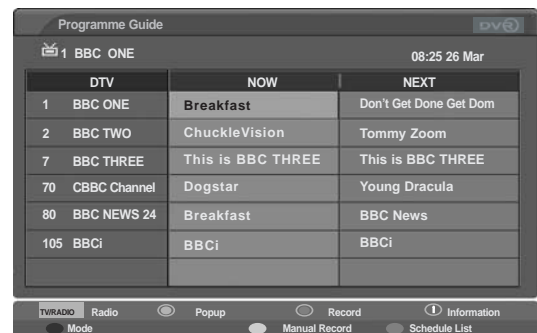 Programme Guide DVR
1 BBC ONE 08:25 26 Mar
DTV NOW NEXT
1 BBC ONE Breakfast Don't Get Done Get Dom
2 BBC TWO ChuckleVision Tommy Zoom
7 BBC THREE This is BBC THREE This is BBC THREE
70 CBBC Channel Dogstar Young Dracula
80 BBC NEWS 24 Breakfast BBC News
105 BBCi BBCi BBCi
TV/RADIO Radio Popup Record Information
Mode Manual Record Schedule List